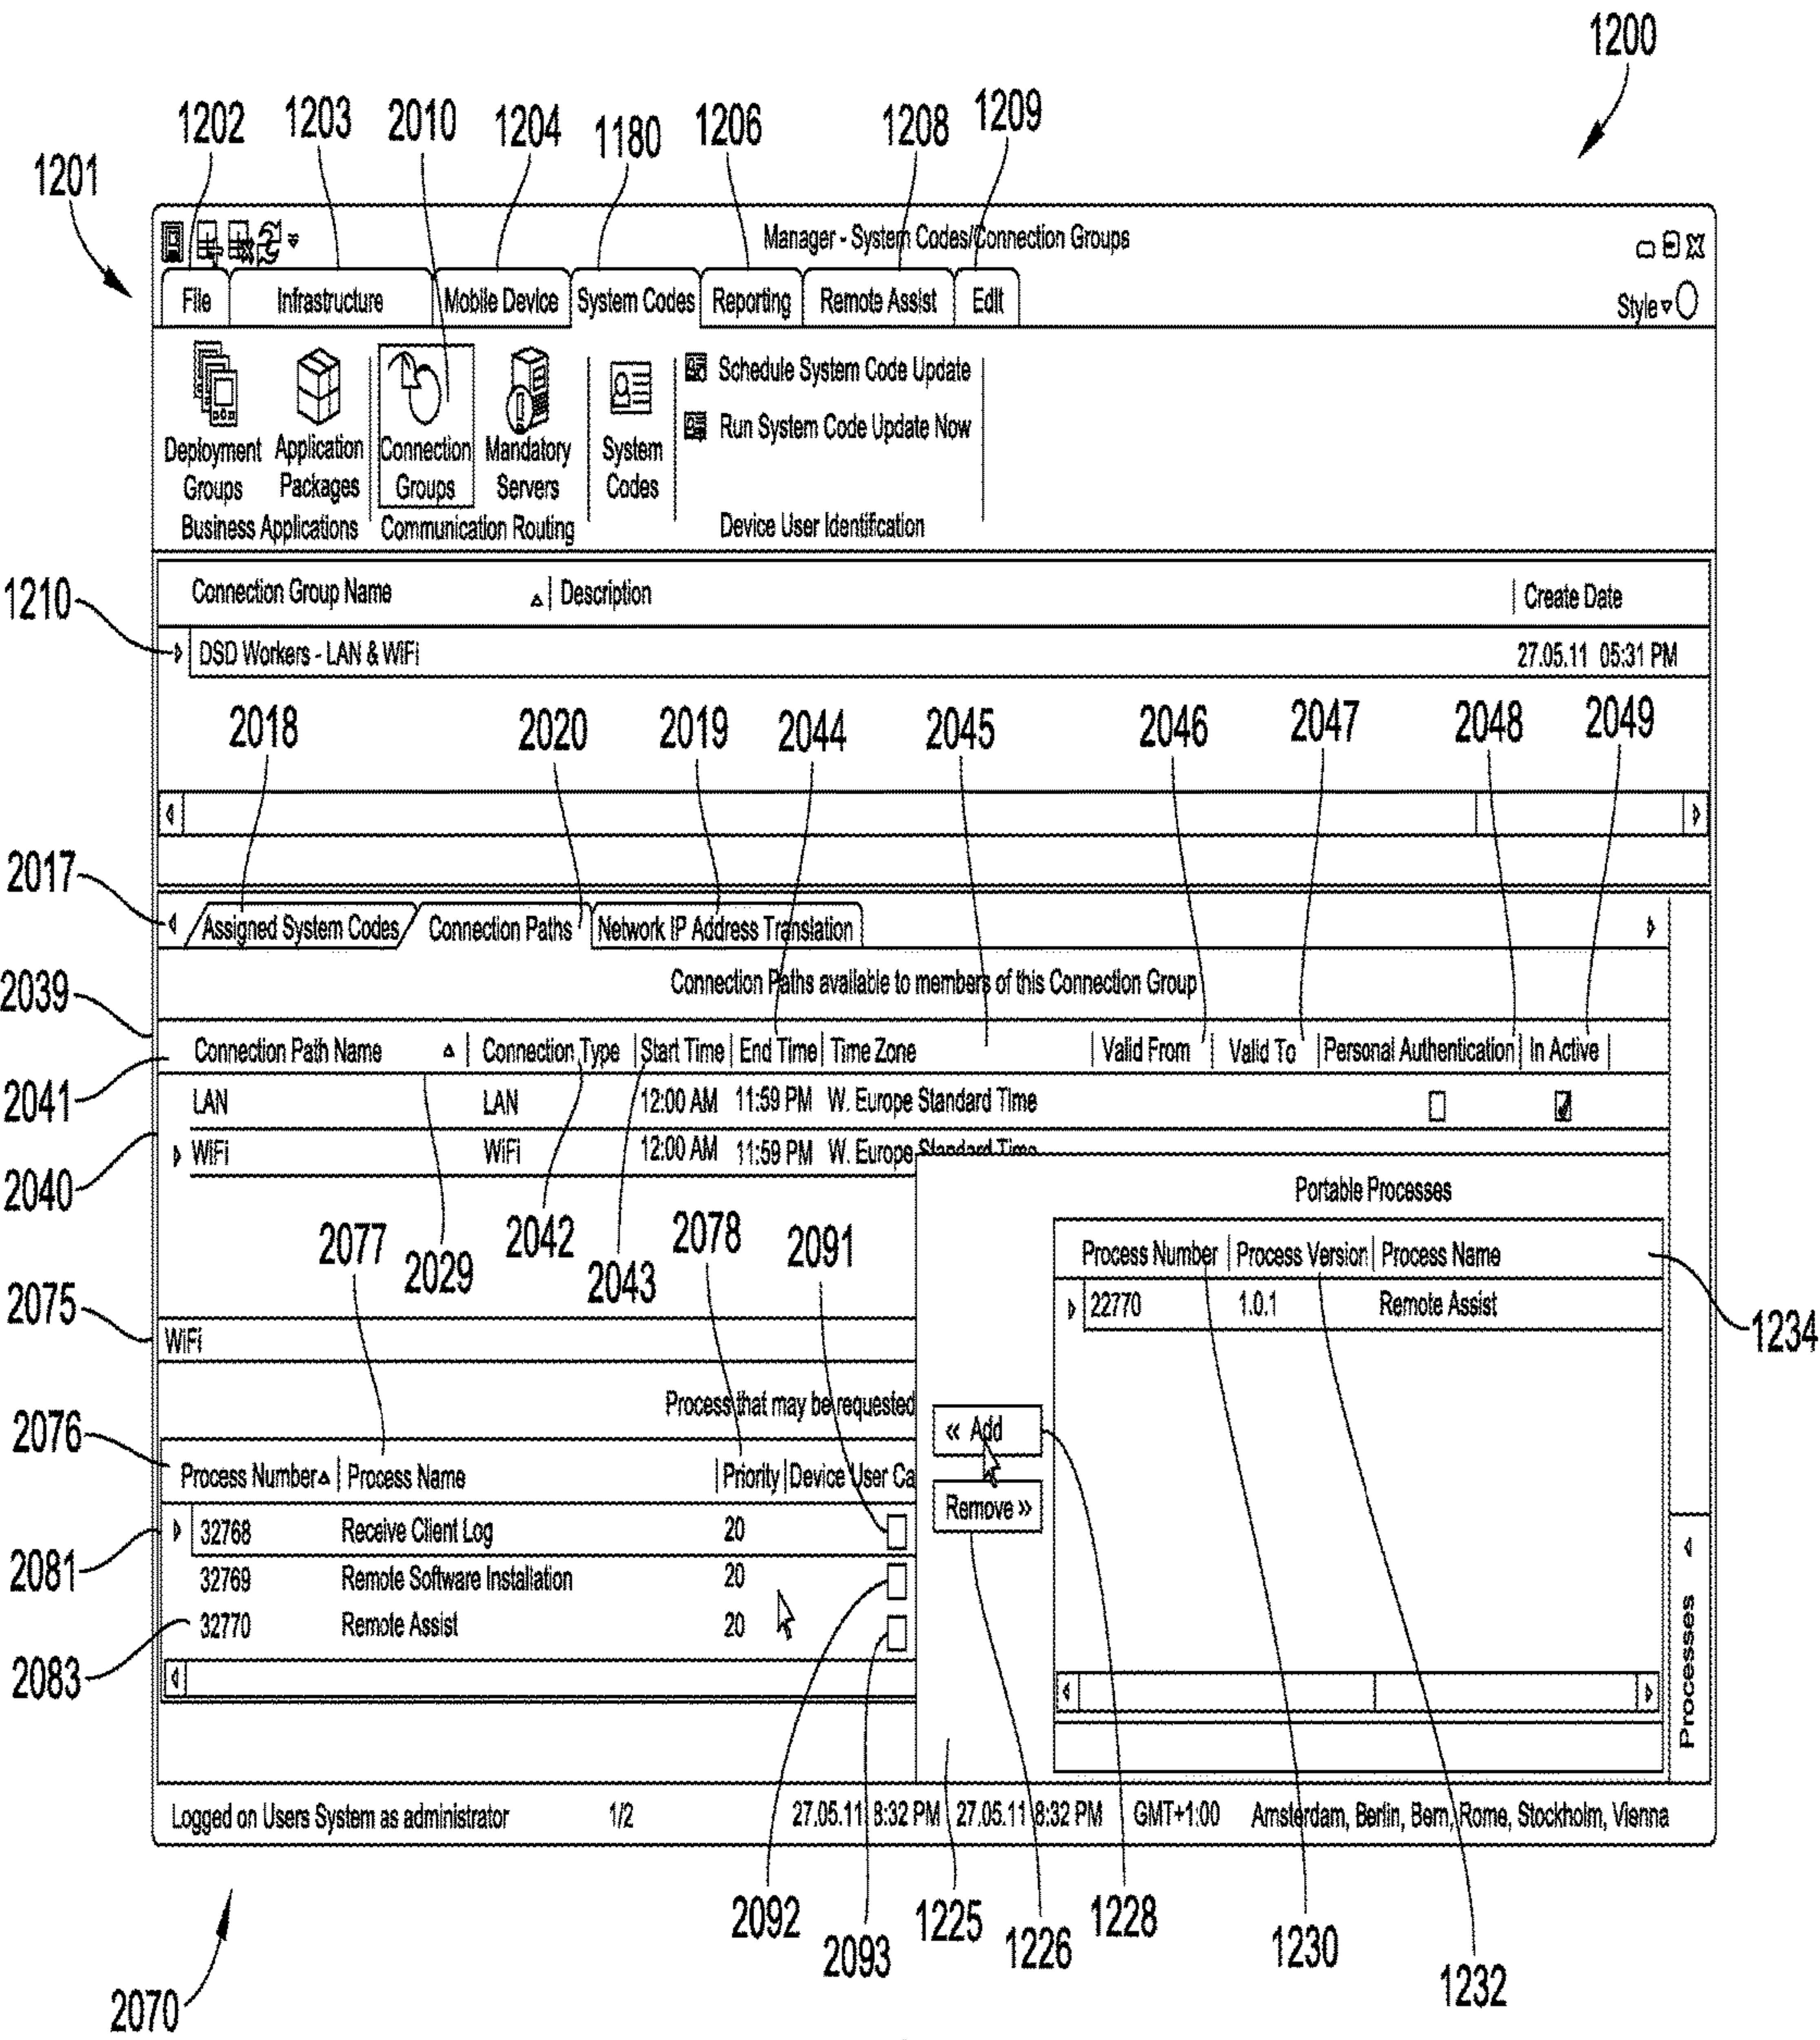 1200
1202 1203 2010 1204 1180 1206 1208 1209
1201
Manager - System Codes/Connection Groups
File Infrastructure Mobile Device System Codes Reporting Remote Assist Edit
Style
Schedule System Code Update
Run System Code Update Now
Deployment Groups
Application Packages
Connection Groups
Mandatory Servers
System Codes
Business Applications Communication Routing Device User Identification
1210
Connection Group Name Description Create Date
DSD Workers - LAN & WiFi 27.05.11 05:31 PM
2018 2020 2019 2044 2045 2046 2047 2048 2049
2017
Assigned System Codes Connection Paths Network IP Address Translation
2039
Connection Paths available to members of this Connection Group
Connection Path Name Connection Type Start Time End Time Time Zone Valid From Valid To Personal Authentication In Active
2041
LAN LAN 12:00 AM 11:59 PM W. Europe Standard Time
2040
WiFi WiFi 12:00 AM 11:59 PM W. Europe Standard Time
Portable Processes
2077 2029 2042 2043 2078 2091
Process Number Process Version Process Name
22770 1.0.1 Remote Assist
1234
2075
WiFi
Process that may be requested
« Add
Remove »
2076
Process Number Process Name Priority Device User Ca
2081
32768 Receive Client Log 20
32769 Remote Software Installation 20
32770 Remote Assist 20
2083
Processes
Logged on Users System as administrator 1/2 27.05.11 8:32 PM 27.05.11 8:32 PM GMT+1:00 Amsterdam, Berlin, Bern, Rome, Stockholm, Vienna
2092 2093 1225 1226 1228 1230 1232
2070